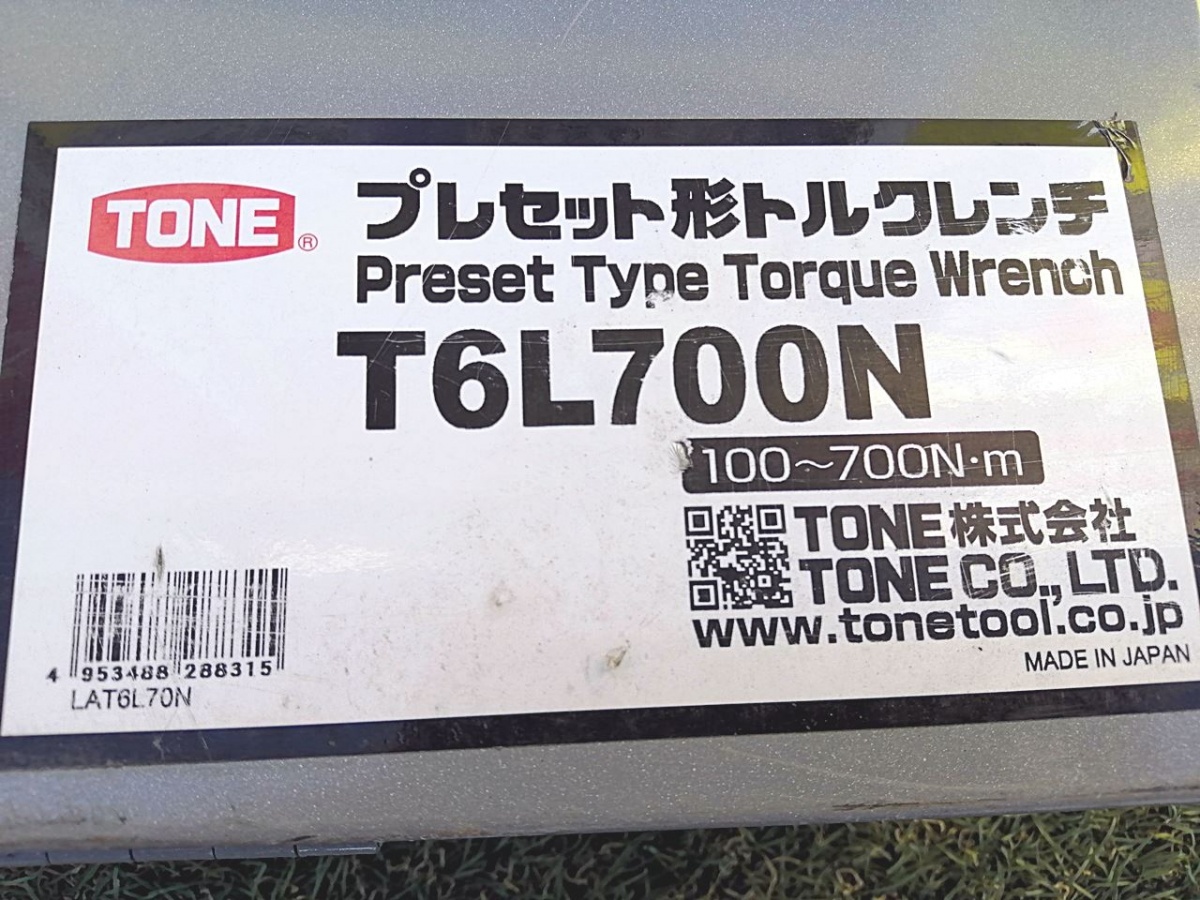 TONE®
プレセット形トルクレンチ
Preset Type Torque Wrench
T6L700N
100～700N·m
TONE株式会社
TONE CO., LTD.
www.tonetool.co.jp
MADE IN JAPAN
4 953488 288315
LAT6L70N